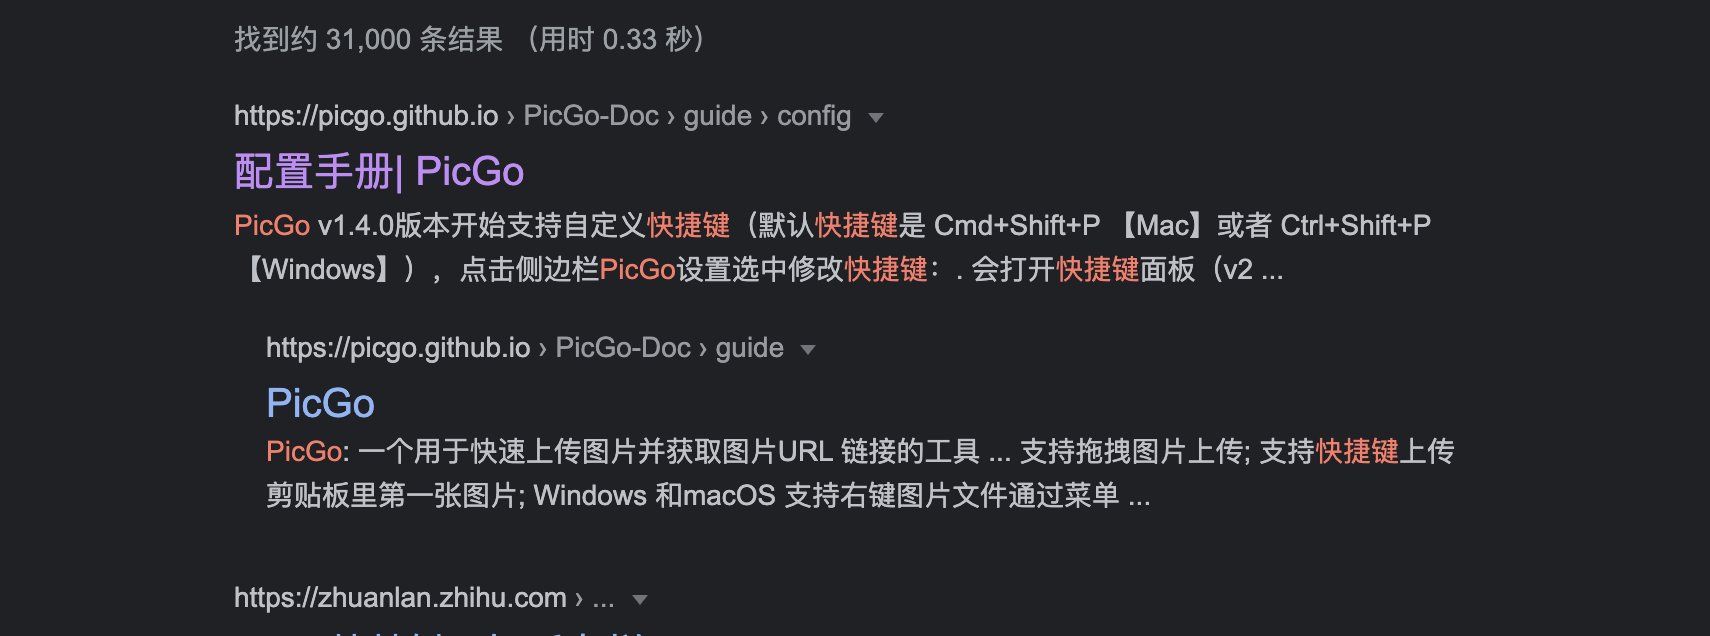 找到约 31,000 条结果 （用时 0.33 秒）
https://picgo.github.io › PicGo-Doc › guide › config
配置手册| PicGo
PicGo v1.4.0版本开始支持自定义快捷键（默认快捷键是 Cmd+Shift+P 【Mac】或者 Ctrl+Shift+P
【Windows】），点击侧边栏PicGo设置选中修改快捷键：. 会打开快捷键面板（v2 ...
https://picgo.github.io › PicGo-Doc › guide
PicGo
PicGo: 一个用于快速上传图片并获取图片URL 链接的工具 ... 支持拖拽图片上传; 支持快捷键上传
剪贴板里第一张图片; Windows 和macOS 支持右键图片文件通过菜单 ...
https://zhuanlan.zhihu.com › ...